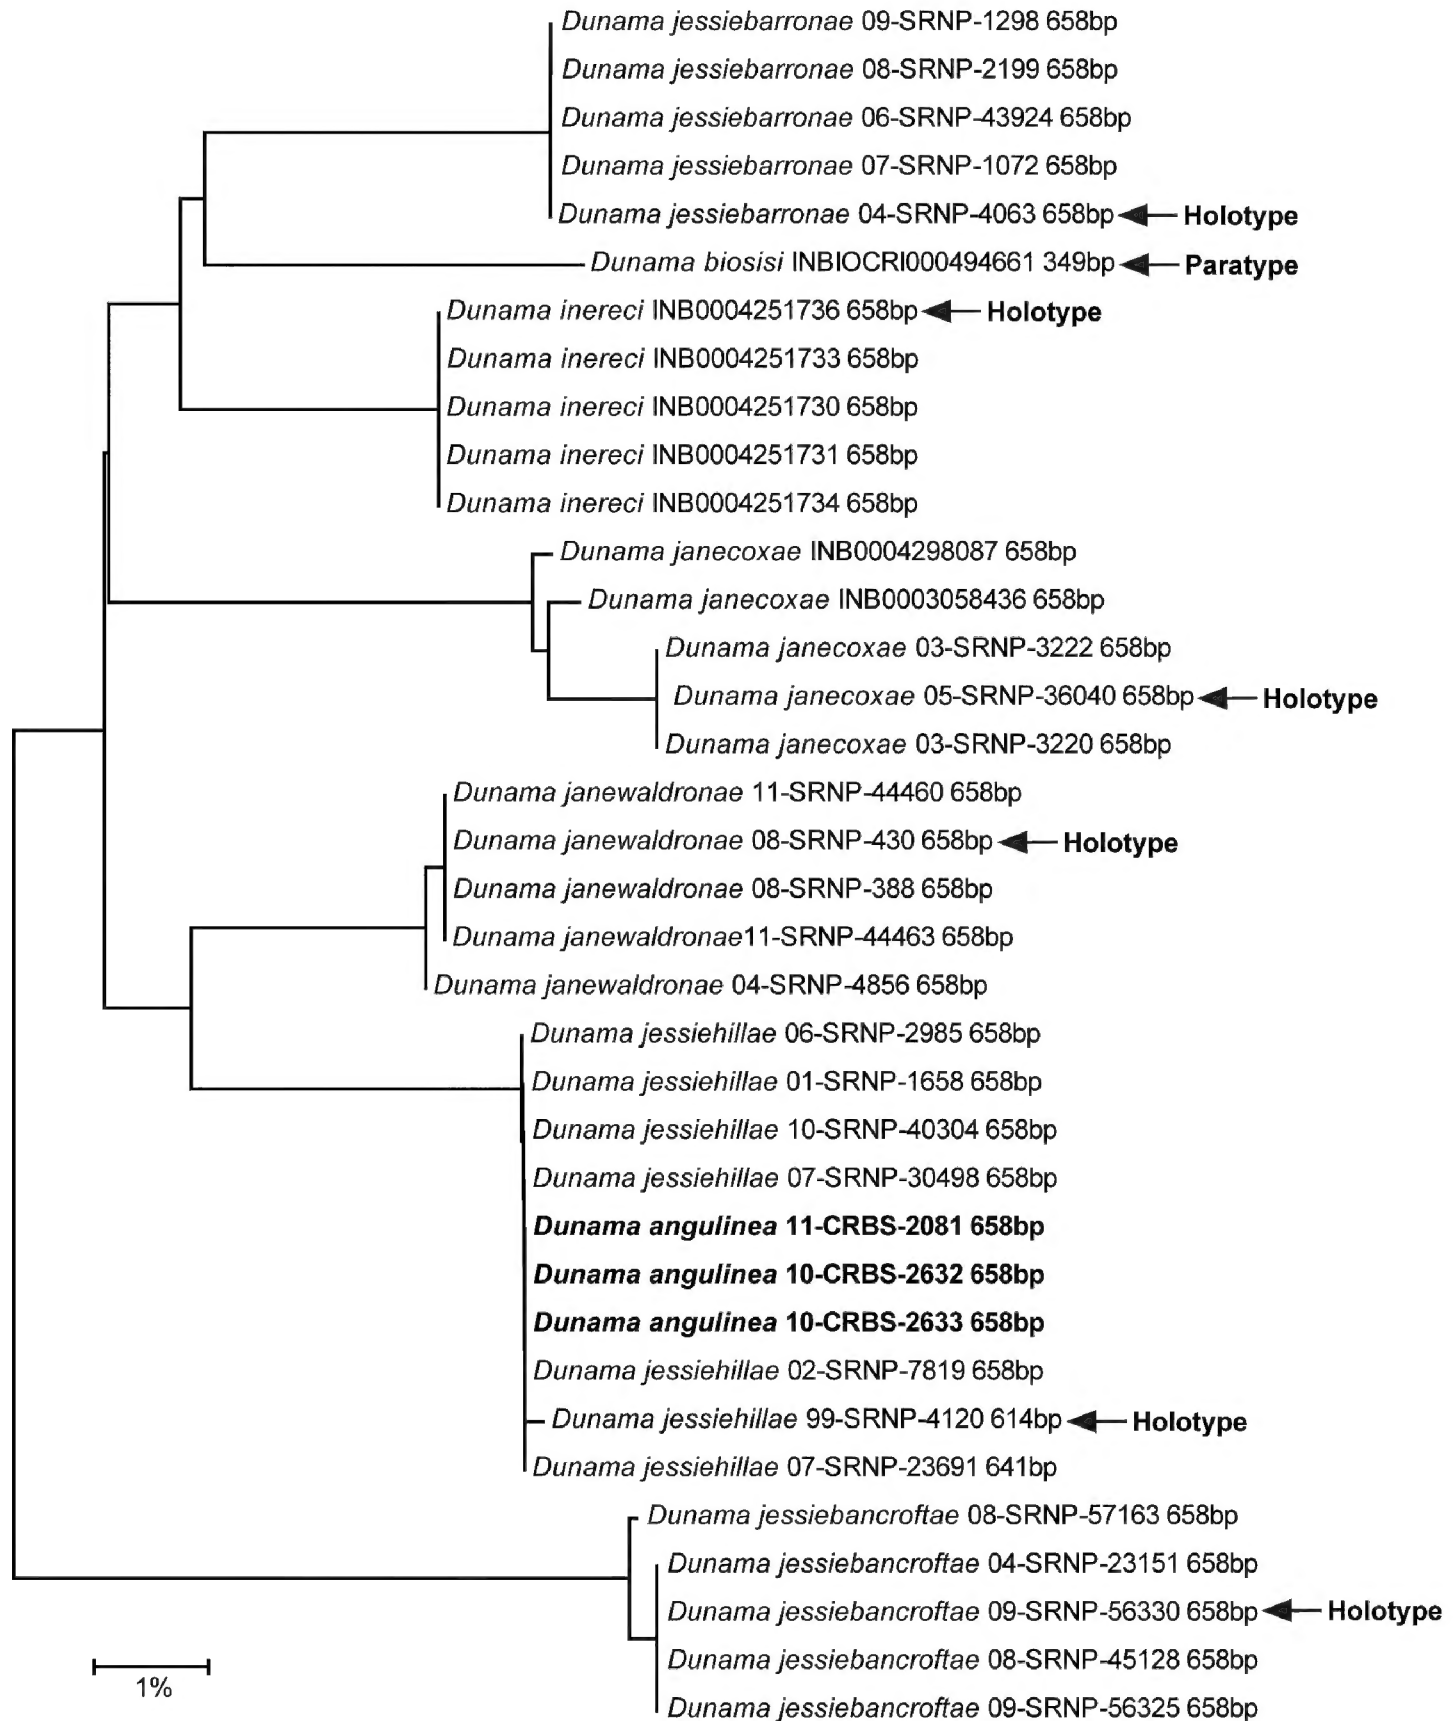 Dunama jessiebarronae 09-SRNP-1298 658bp
Dunama jessiebarronae 08-SRNP-2199 658bp
Dunama jessiebarronae 06-SRNP-43924 658bp
Dunama jessiebarronae 07-SRNP-1072 658bp
Dunama jessiebarronae 04-SRNP-4063 658bp Holotype
Dunama biosisi INBIOCRI000494661 349bp Paratype
Dunama inereci INB0004251736 658bp Holotype
Dunama inereci INB0004251733 658bp
Dunama inereci INB0004251730 658bp
Dunama inereci INB0004251731 658bp
Dunama inereci INB0004251734 658bp
Dunama janecoxae INB0004298087 658bp
Dunama janecoxae INB0003058436 658bp
Dunama janecoxae 03-SRNP-3222 658bp
Dunama janecoxae 05-SRNP-36040 658bp Holotype
Dunama janecoxae 03-SRNP-3220 658bp
Dunama janewaldronae 11-SRNP-44460 658bp
Dunama janewaldronae 08-SRNP-430 658bp Holotype
Dunama janewaldronae 08-SRNP-388 658bp
Dunama janewaldronae11-SRNP-44463 658bp
Dunama janewaldronae 04-SRNP-4856 658bp
Dunama jessiehillae 06-SRNP-2985 658bp
Dunama jessiehillae 01-SRNP-1658 658bp
Dunama jessiehillae 10-SRNP-40304 658bp
Dunama jessiehillae 07-SRNP-30498 658bp
Dunama angulinea 11-CRBS-2081 658bp
Dunama angulinea 10-CRBS-2632 658bp
Dunama angulinea 10-CRBS-2633 658bp
Dunama jessiehillae 02-SRNP-7819 658bp
Dunama jessiehillae 99-SRNP-4120 614bp Holotype
Dunama jessiehillae 07-SRNP-23691 641bp
Dunama jessiebancroftae 08-SRNP-57163 658bp
Dunama jessiebancroftae 04-SRNP-23151 658bp
Dunama jessiebancroftae 09-SRNP-56330 658bp Holotype
Dunama jessiebancroftae 08-SRNP-45128 658bp
Dunama jessiebancroftae 09-SRNP-56325 658bp
1%